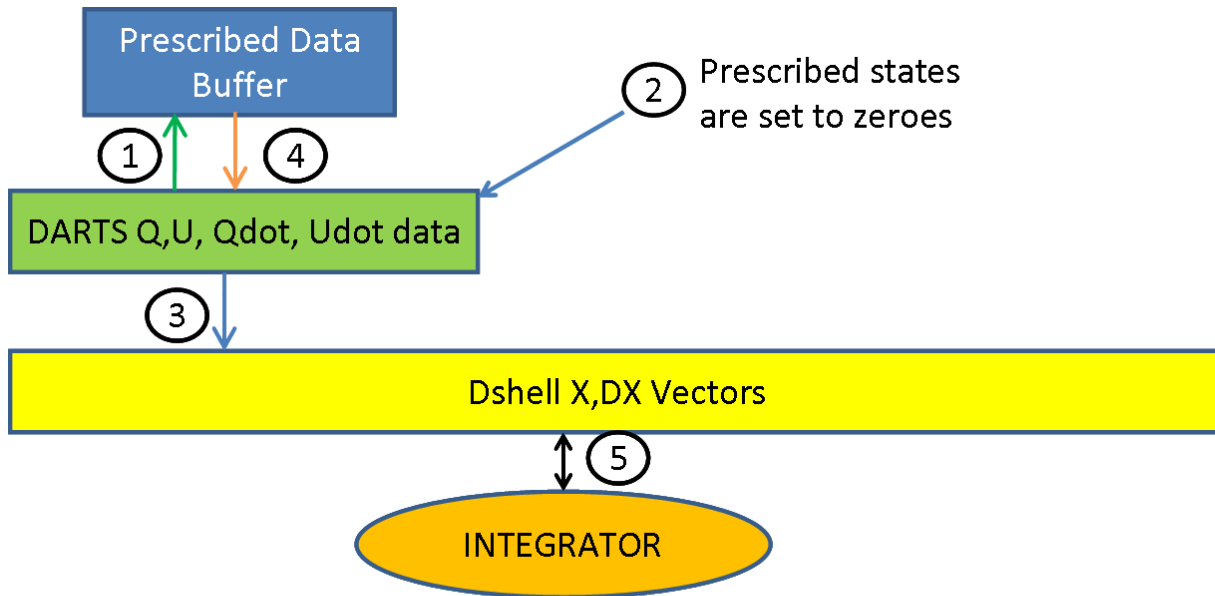 Prescribed Data
Buffer
2
Prescribed states
are set to zeroes
1
4
DARTS Q,U, Qdot, Udot data
3
Dshell X,DX Vectors
5
INTEGRATOR